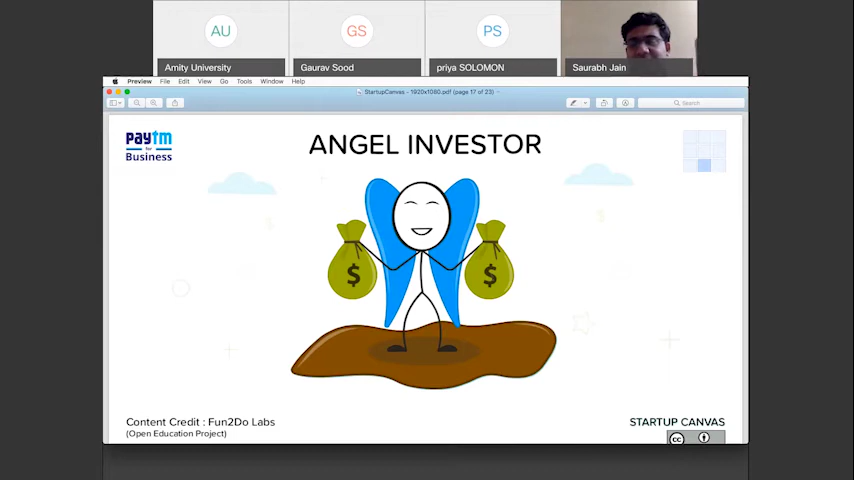 AU
GS
PS
Amity University
Gaurav Sood
priya SOLOMON
Saurabh Jain
Preview File Edit View Go Tools Window Help
StartupCanvas - 1920x1080.pdf (page 17 of 23)
Search
paytm
for
Business
ANGEL INVESTOR
$
$
Content Credit : Fun2Do Labs
(Open Education Project)
STARTUP CANVAS
cc